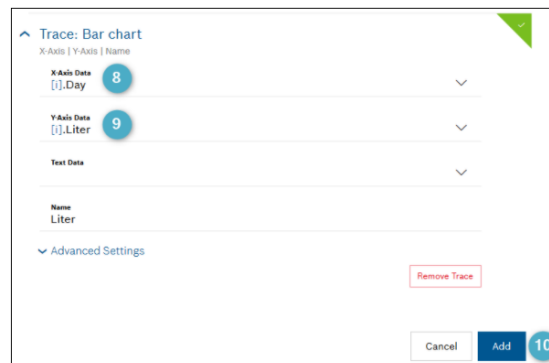 Trace: Bar chart
X-Axis | Y-Axis | Name
X-Axis Data
[i].Day
8
Y-Axis Data
[i].Liter
9
Text Data
Name
Liter
Advanced Settings
Remove Trace
Cancel
Add
10